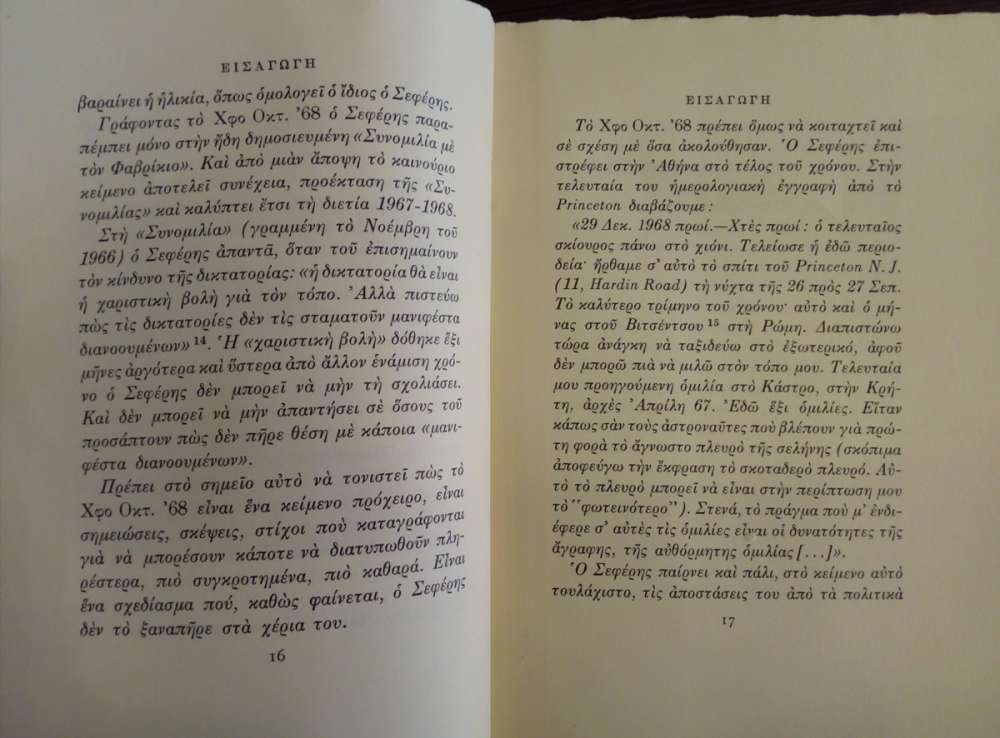 ΕΙΣΑΓΩΓΗ
βαραίνει ἡ ἡλικία, ὅπως ὁμολογεῖ ὁ ἴδιος ὁ Σεφέρης.
Γράφοντας τὸ Χφο Οκτ. '68 ὁ Σεφέρης παρα-
πέμπει μόνο στὴν ἤδη δημοσιευμένη «Συνομιλία μὲ
τὸν Φαβρίκιο». Καὶ ἀπὸ μιὰν ἄποψη τὸ καινούριο
κείμενο ἀποτελεῖ συνέχεια, προέκταση τῆς «Συ-
νομιλίας» καὶ καλύπτει ἔτσι τὴ διετία 1967-1968.
Στὴ «Συνομιλία» (γραμμένη τὸ Νοέμβρη τοῦ
1966) ὁ Σεφέρης ἀπαντᾶ, ὅταν τοῦ ἐπισημαίνουν
τὸν κίνδυνο τῆς δικτατορίας: «ἡ δικτατορία θὰ εἶναι
ἡ χαριστικὴ βολὴ γιὰ τὸν τόπο. Ἀλλὰ πιστεύω
πὼς τὶς δικτατορίες δὲν τὶς σταματοῦν μανιφέστα
διανοουμένων» 14. Ἡ «χαριστικὴ βολὴ» δόθηκε ἕξι
μῆνες ἀργότερα καὶ ὕστερα ἀπὸ ἄλλον ἑνάμιση χρό-
νο ὁ Σεφέρης δὲν μπορεῖ νὰ μὴν τὴ σχολιάσει.
Καὶ δὲν μπορεῖ νὰ μὴν ἀπαντήσει σὲ ὅσους τοῦ
προσάπτουν πὼς δὲν πῆρε θέση μὲ κάποια «μανι-
φέστα διανοουμένων».
Πρέπει στὸ σημεῖο αὐτὸ νὰ τονιστεῖ πὼς τὸ
Χφο Οκτ. '68 εἶναι ἕνα κείμενο πρόχειρο, εἶναι
σημειώσεις, σκέψεις, στίχοι ποὺ καταγράφονται
γιὰ νὰ μπορέσουν κάποτε νὰ διατυπωθοῦν πλη-
ρέστερα, πιὸ συγκροτημένα, πιὸ καθαρά. Εἶναι
ἕνα σχεδίασμα πού, καθὼς φαίνεται, ὁ Σεφέρης
δὲν τὸ ξαναπῆρε στὰ χέρια του.
16
ΕΙΣΑΓΩΓΗ
Τὸ Χφο Οκτ. '68 πρέπει ὅμως νὰ κοιταχτεῖ καὶ
σὲ σχέση μὲ ὅσα ἀκολούθησαν. Ὁ Σεφέρης ἐπι-
στρέφει στὴν Ἀθήνα στὸ τέλος τοῦ χρόνου. Στὴν
τελευταία του ἡμερολογιακὴ ἐγγραφὴ ἀπὸ τὸ
Princeton διαβάζουμε:
«29 Δεκ. 1968 πρωί.—Χτὲς πρωί: ὁ τελευταῖος
σκίουρος πάνω στὸ χιόνι. Τελείωσε ἡ ἐδῶ περιο-
δεία· ἤρθαμε σ' αὐτὸ τὸ σπίτι τοῦ Princeton N. J.
(11, Hardin Road) τὴ νύχτα τῆς 26 πρὸς 27 Σεπ.
Τὸ καλύτερο τρίμηνο τοῦ χρόνου· αὐτὸ καὶ ὁ μή-
νας στοῦ Βιτσέντσου 15 στὴ Ρώμη. Διαπιστώνω
τώρα ἀνάγκη νὰ ταξιδεύω στὸ ἐξωτερικό, ἀφοῦ
δὲν μπορῶ πιὰ νὰ μιλῶ στὸν τόπο μου. Τελευταία
μου προηγούμενη ὁμιλία στὸ Κάστρο, στὴν Κρή-
τη, ἀρχὲς Ἀπρίλη 67. Ἐδῶ ἕξι ὁμιλίες. Εἴταν
κάπως σὰν τοὺς ἀστροναῦτες ποὺ βλέπουν γιὰ πρώ-
τη φορὰ τὸ ἄγνωστο πλευρὸ τῆς σελήνης (σκόπιμα
ἀποφεύγω τὴν ἔκφραση τὸ σκοταδερὸ πλευρό. Αὐ-
τὸ τὸ πλευρὸ μπορεῖ νὰ εἶναι στὴν περίπτωση μου
τὸ "φωτεινότερο"). Στενά, τὸ πράγμα ποὺ μ' ἐνδι-
έφερε σ' αὐτὲς τὶς ὁμιλίες εἶναι οἱ δυνατότητες τῆς
ἄγραφης, τῆς αὐθόρμητης ὁμιλίας [...]».
Ὁ Σεφέρης παίρνει καὶ πάλι, στὸ κείμενο αὐτὸ
τουλάχιστο, τὶς ἀποστάσεις του ἀπὸ τὰ πολιτικὰ
17